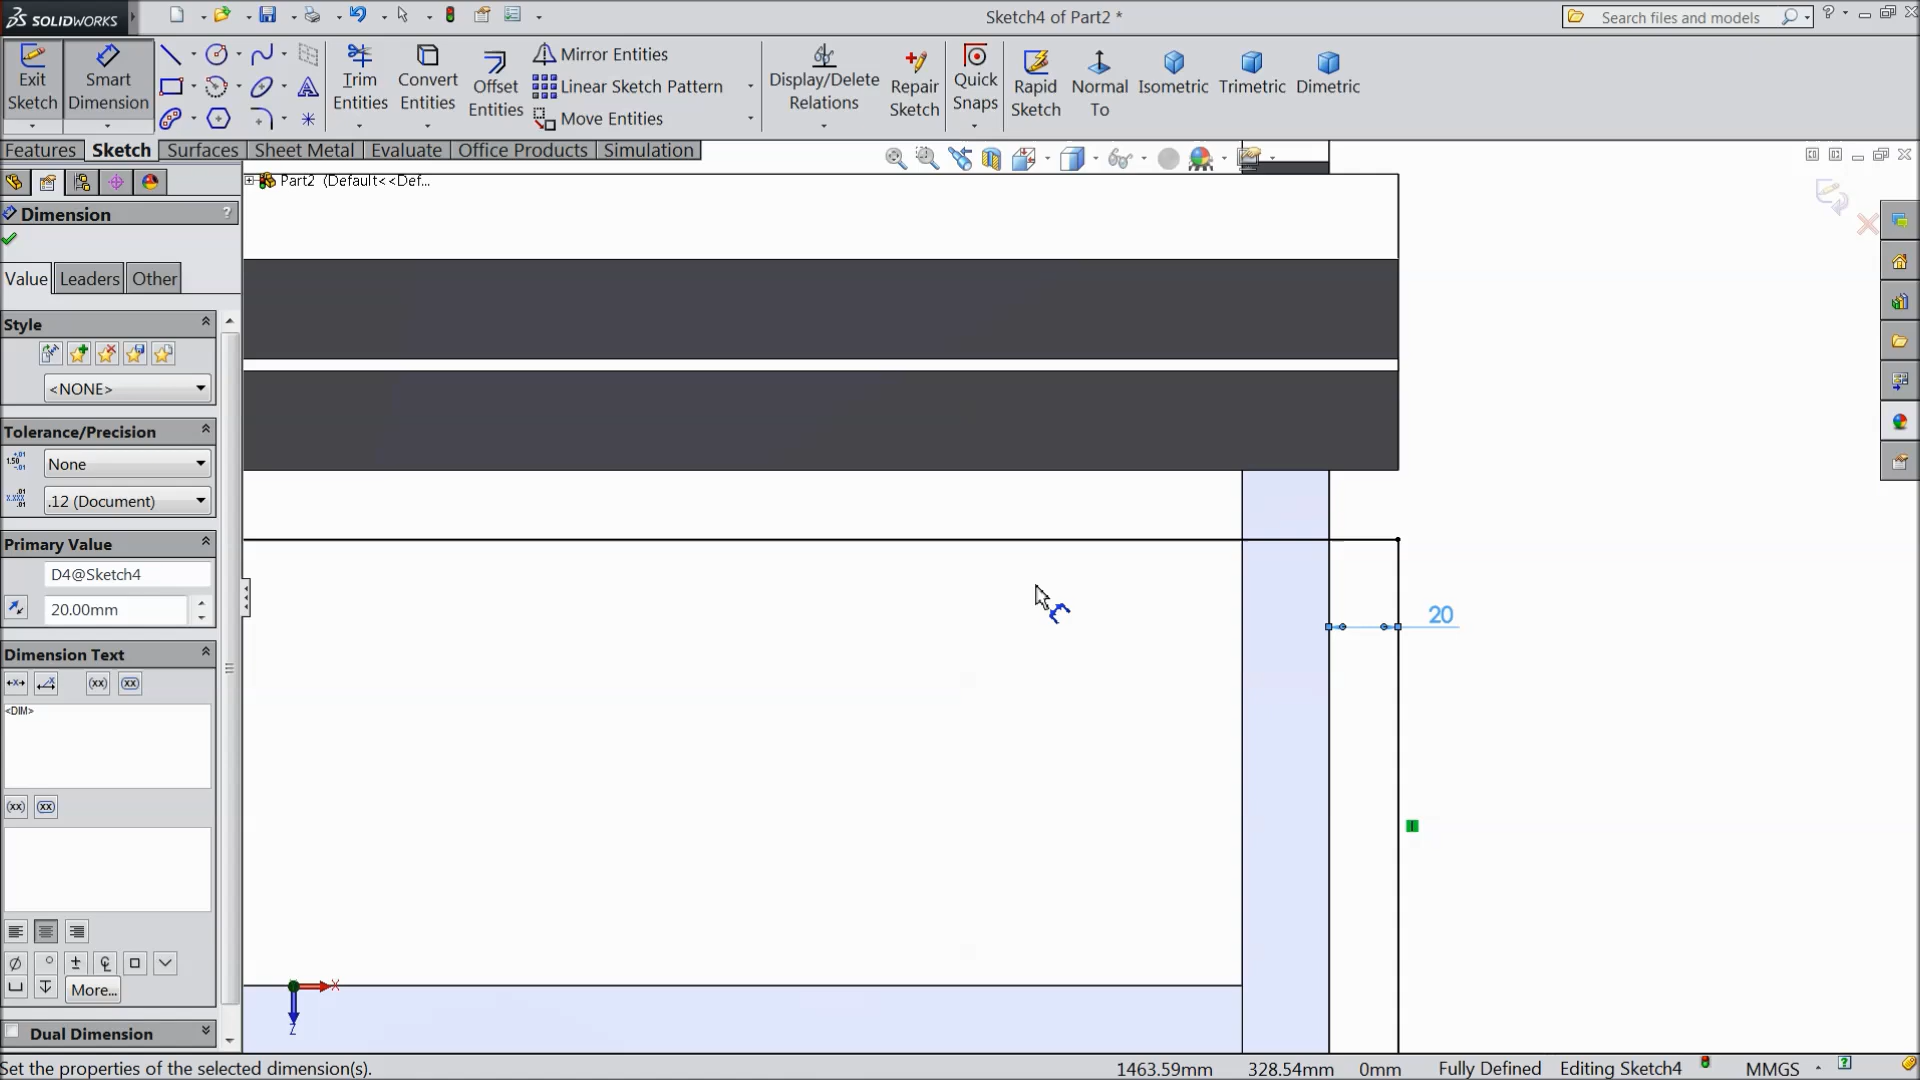 SOLIDWORKS
Sketch4 of Part2 *
Search files and models
?
Exit Sketch
Smart Dimension
Trim Entities
Convert Entities
Offset Entities
Mirror Entities
Linear Sketch Pattern
Move Entities
Display/Delete Relations
Repair Sketch
Quick Snaps
Rapid Sketch
Normal To
Isometric
Trimetric
Dimetric
Features
Sketch
Surfaces
Sheet Metal
Evaluate
Office Products
Simulation
Part2 (Default<<Def...
Dimension
?
Value
Leaders
Other
Style
<NONE>
Tolerance/Precision
None
.12 (Document)
Primary Value
D4@Sketch4
20.00mm
Dimension Text
(xx)
<DIM>
(xx)
More...
Dual Dimension
20
X
Z
Set the properties of the selected dimension(s).
1463.59mm
328.54mm
0mm
Fully Defined
Editing Sketch4
MMGS
?